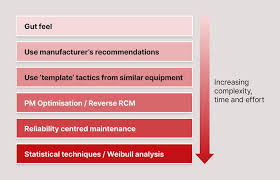 Gut feel
Use manufacturer's recommendations
Use 'template' tactics from similar equipment
PM Optimisation / Reverse RCM
Reliability centred maintenance
Statistical techniques / Weibull analysis
Increasing
complexity,
time and effort